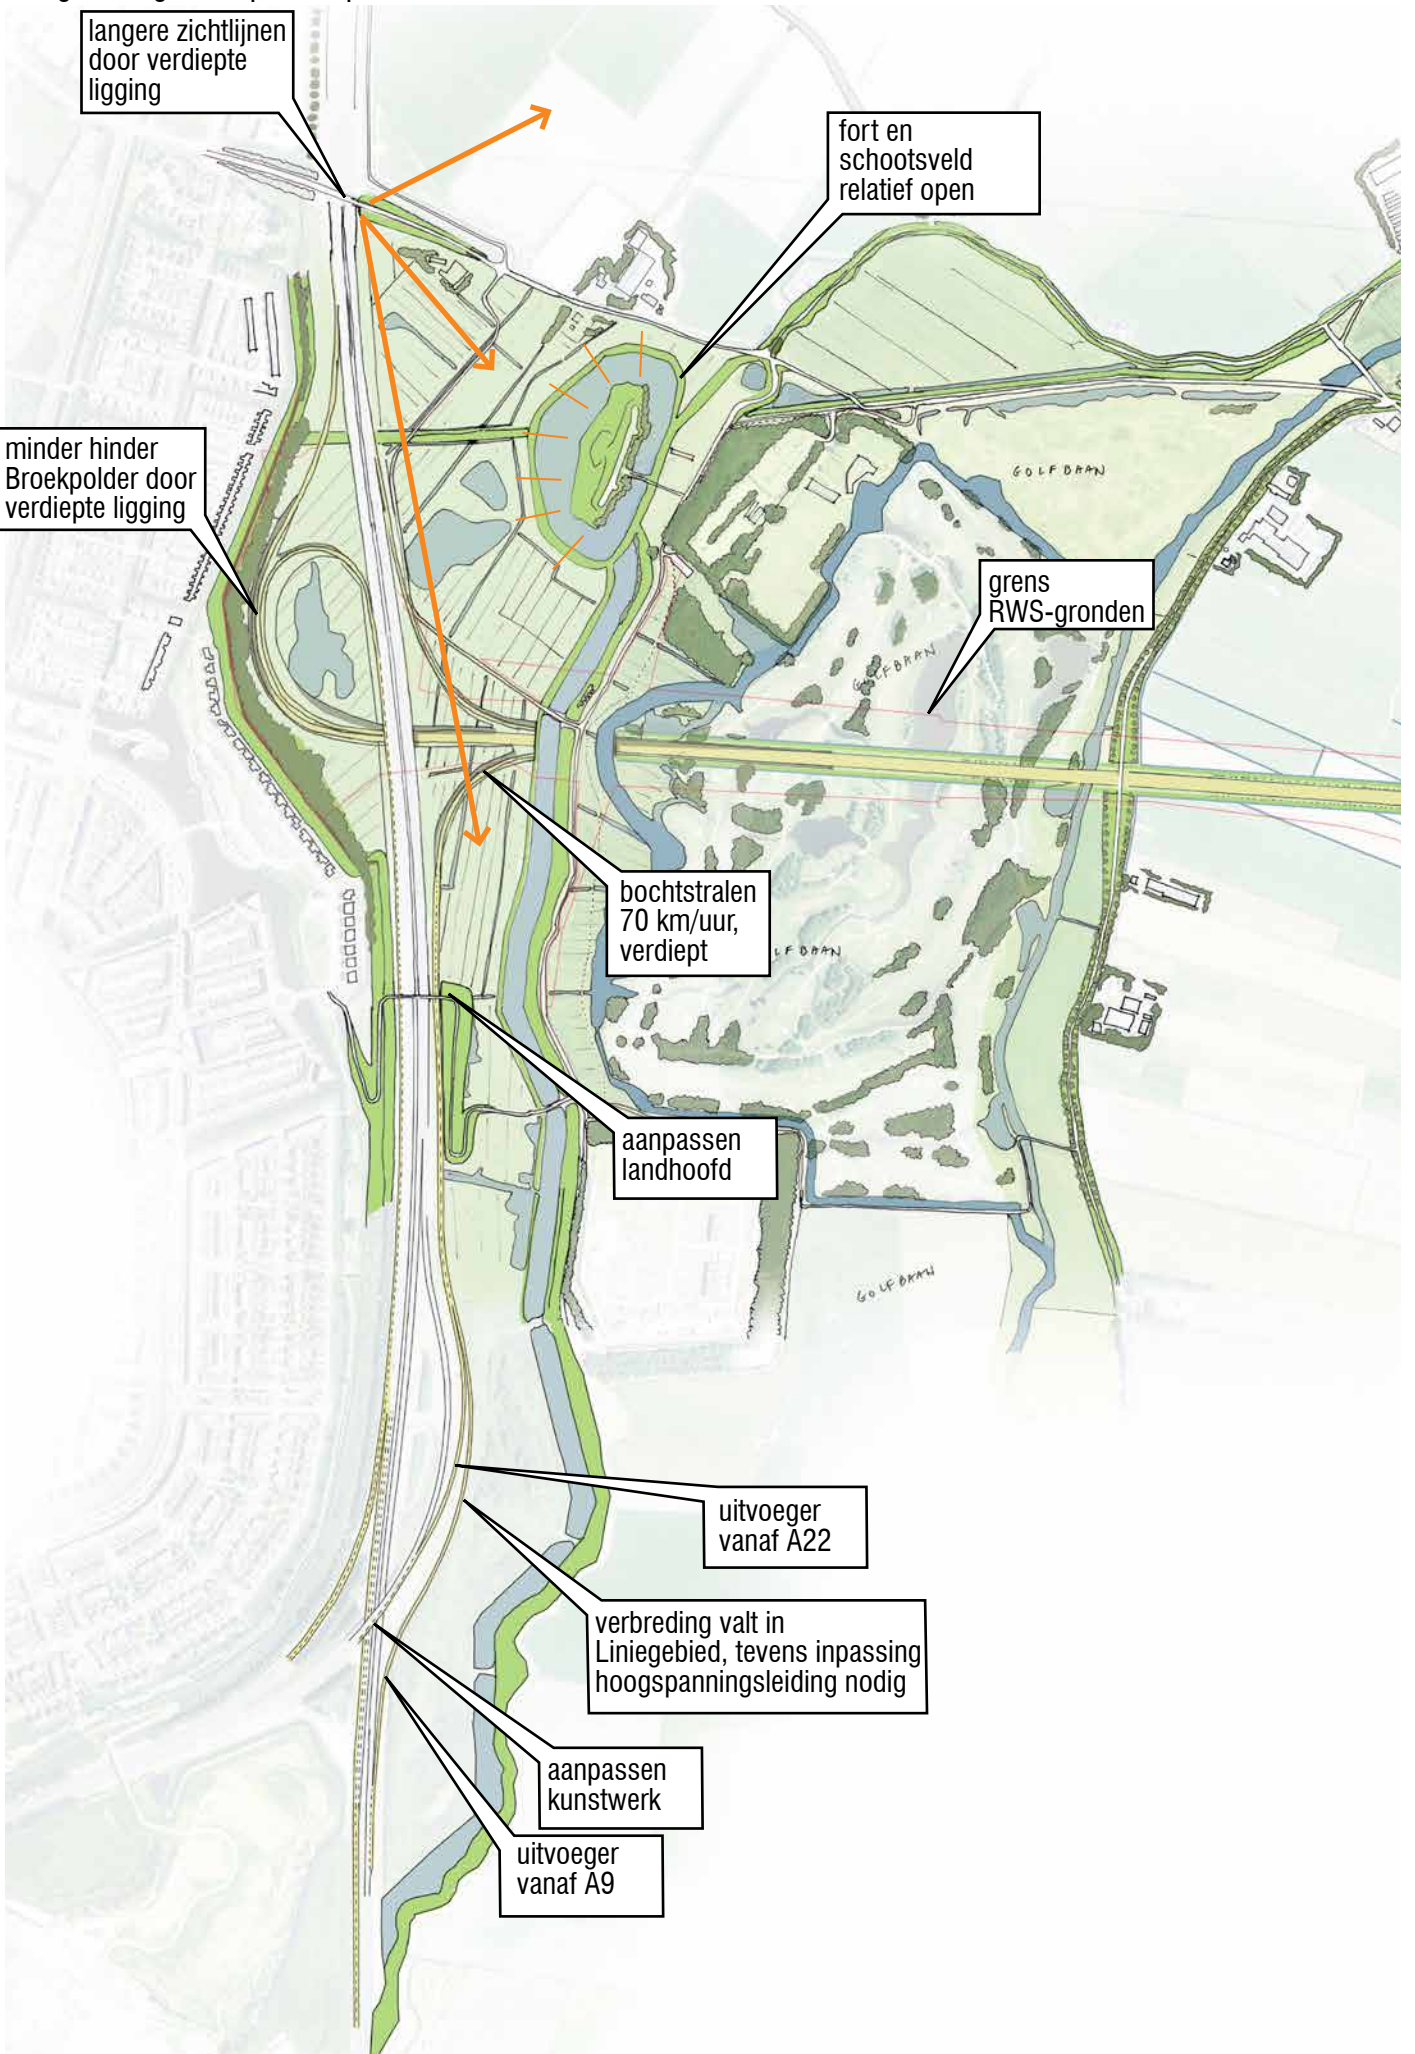 langere zichtlijnen
door verdiepte
ligging
fort en
schootsveld
relatief open
minder hinder
Broekpolder door
verdiepte ligging
GOLFBAAN
grens
RWS-gronden
GOLFBAAN
bochtstralen
70 km/uur,
verdiept
LFBAAN
aanpassen
landhoofd
GOLFBAAN
uitvoeger
vanaf A22
verbreding valt in
Liniegebied, tevens inpassing
hoogspanningsleiding nodig
aanpassen
kunstwerk
uitvoeger
vanaf A9